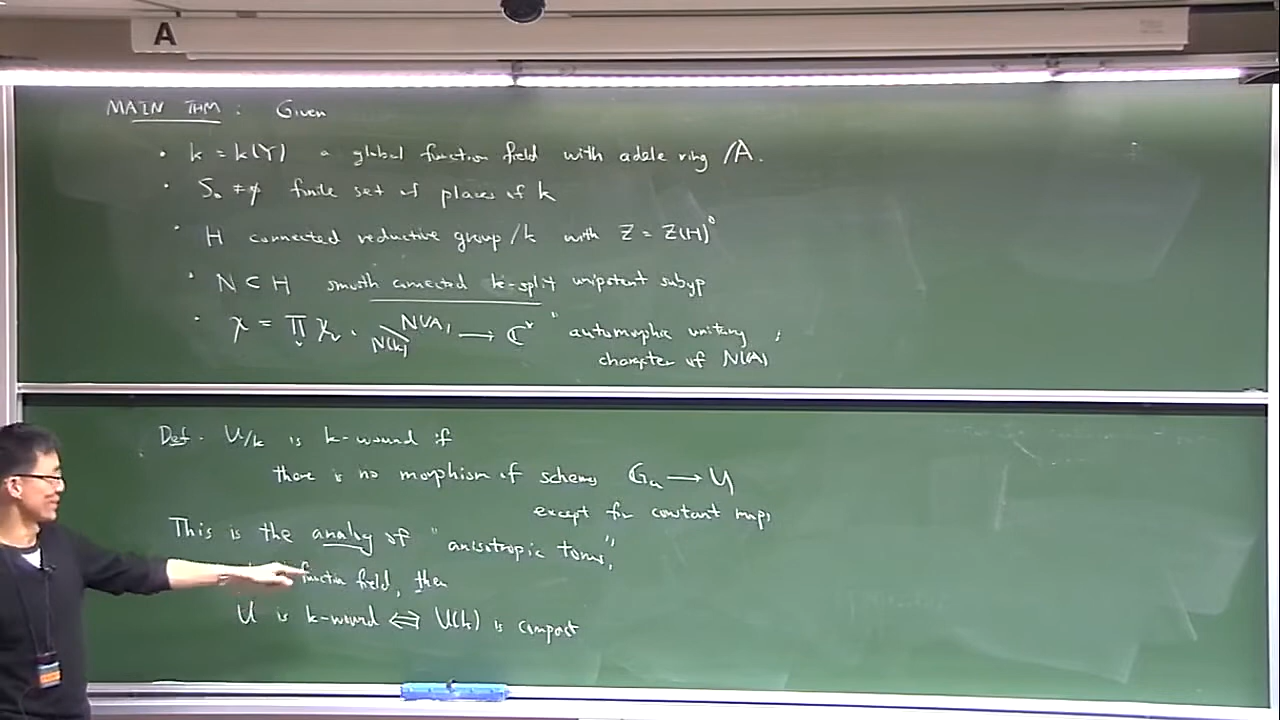 A
MAIN THM : Given
• k = k(Y) a global function field with adele ring /A.
• S₀ ≠ ∅ finite set of places of k
• H connected reductive group /k with Z = Z(H)°
• N ⊂ H smooth connected k-split unipotent subgp
• χ = ∏ᵥ χᵥ : N(k)\N(A) → ℂˣ "automorphic unitary
character of N(A)
Def. U/k is k-wound if
there is no morphism of schemes Gₐ → U
except for constant maps
This is the analog of "anisotropic torus"
function field, then
U is k-wound ⇔ U(k) is compact